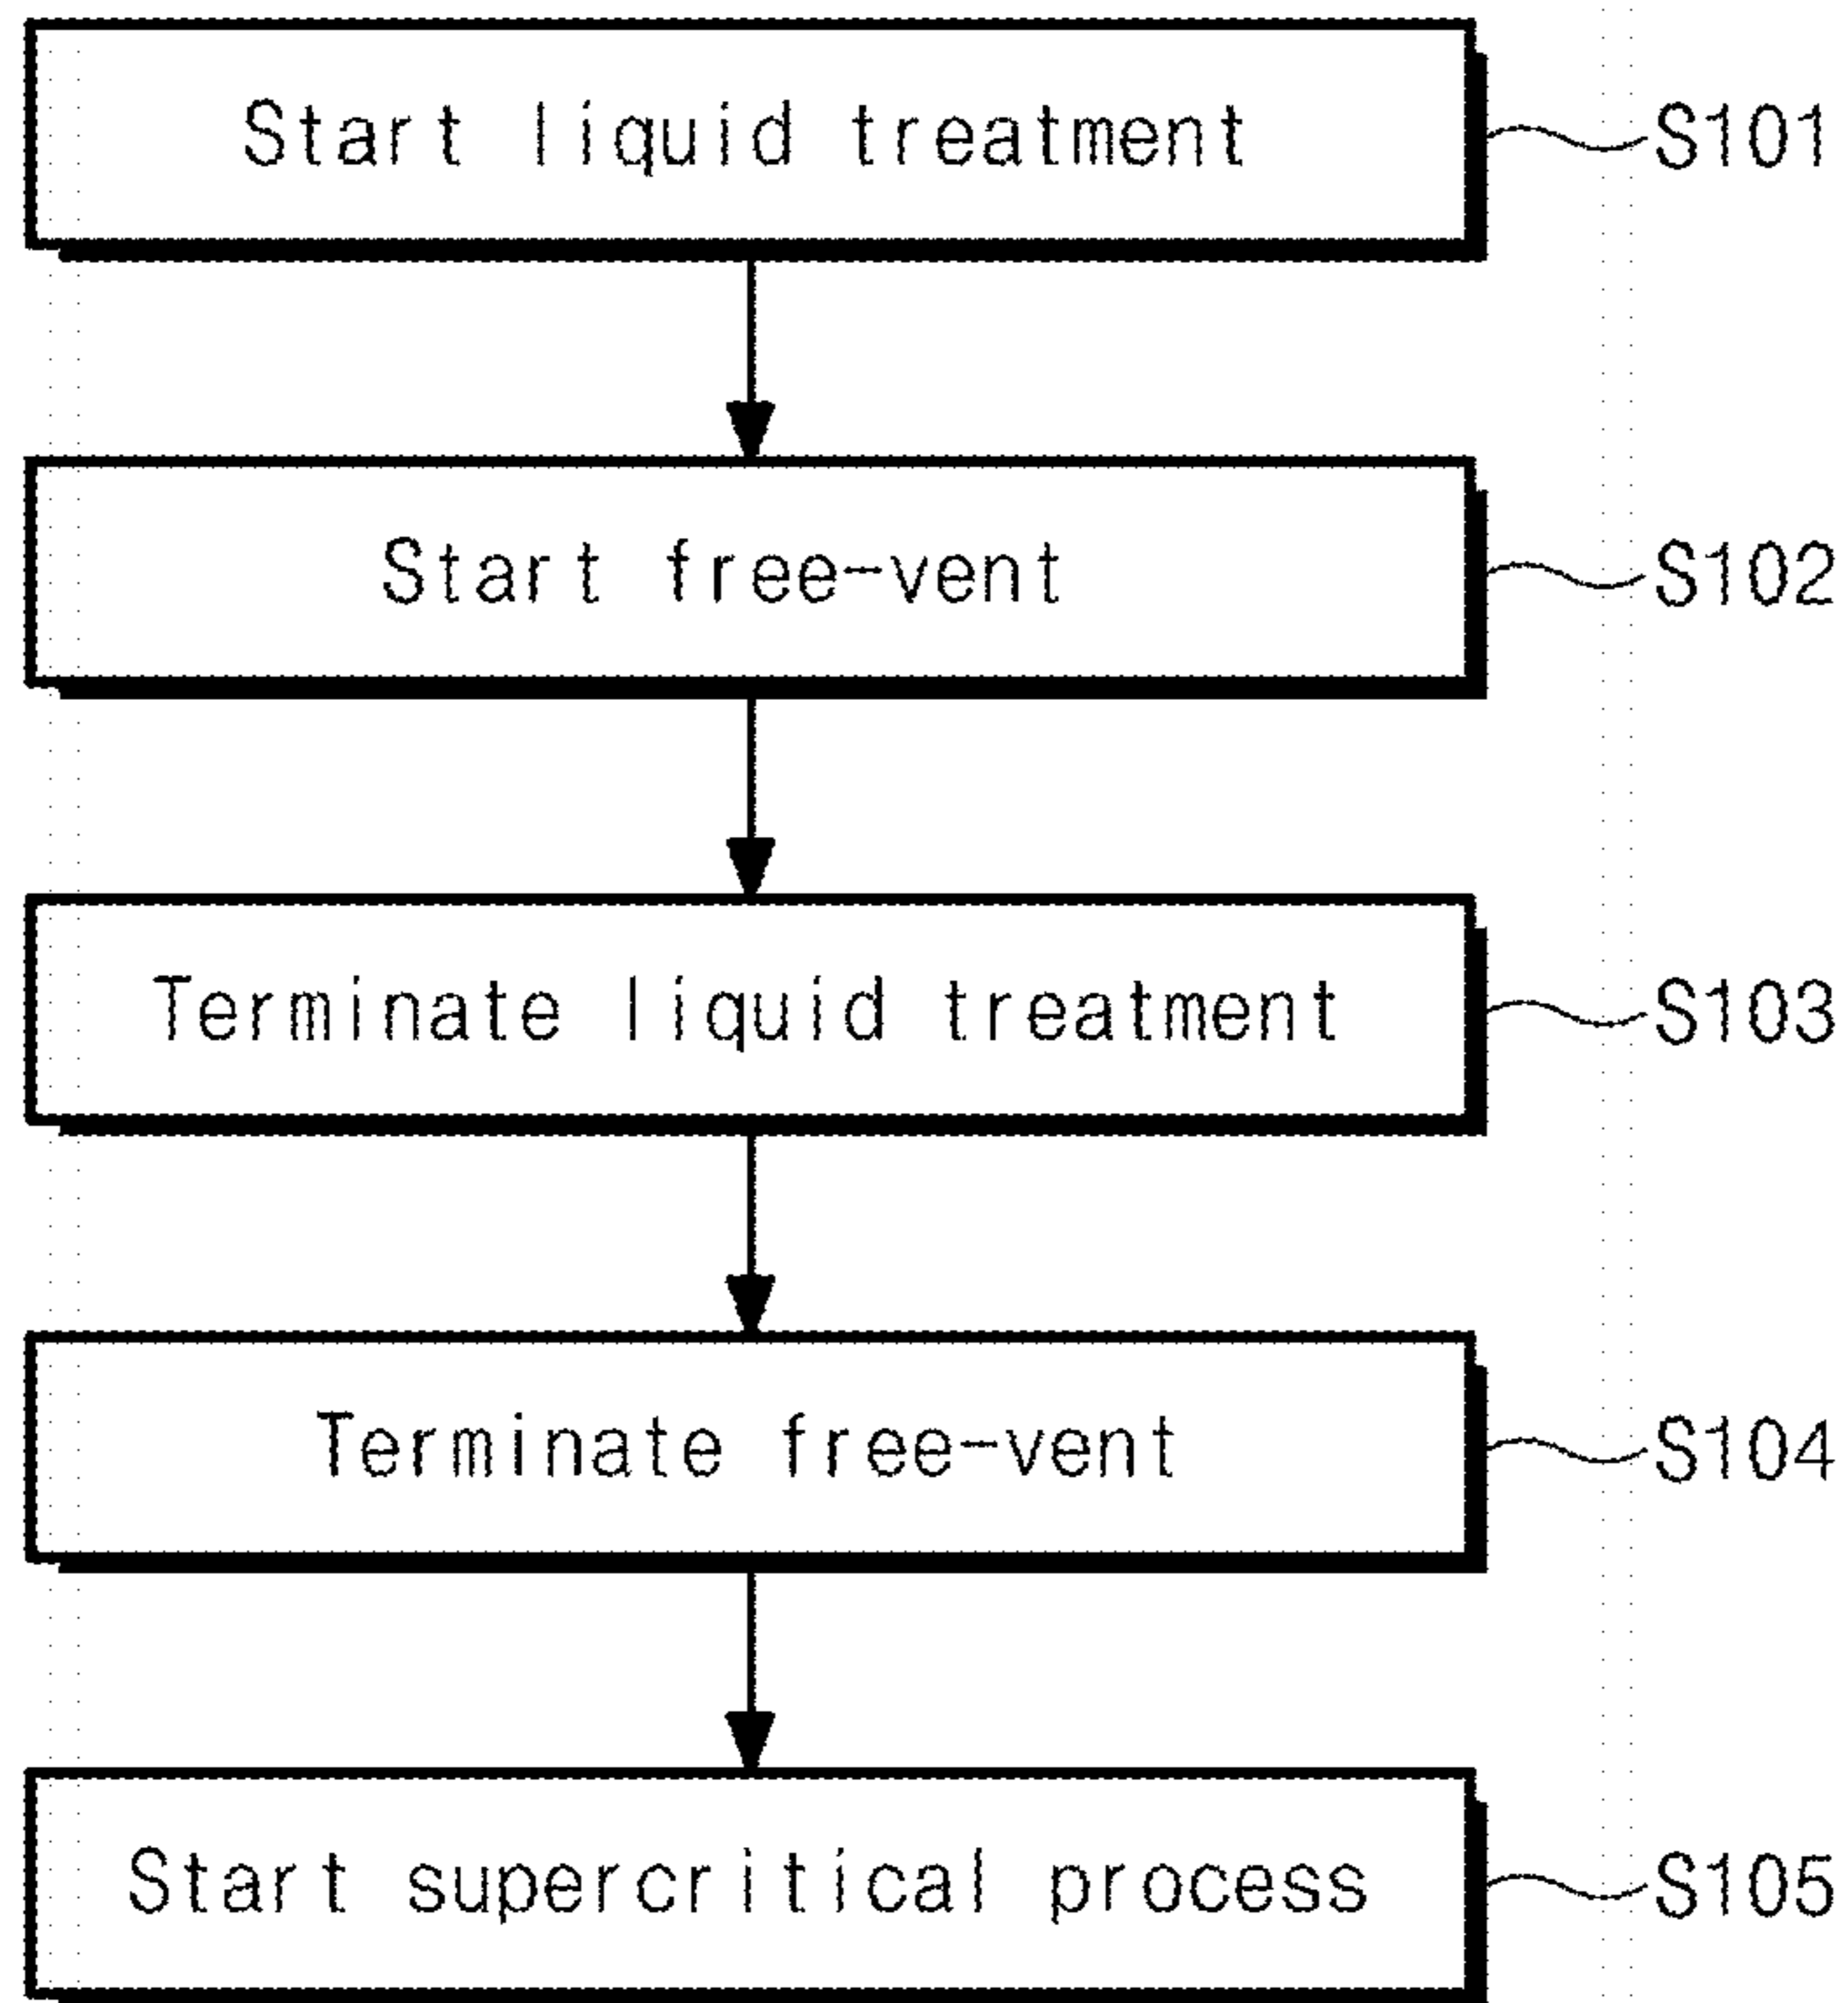 Start liquid treatment S101
Start free-vent S102
Terminate liquid treatment S103
Terminate free-vent S104
Start supercritical process S105